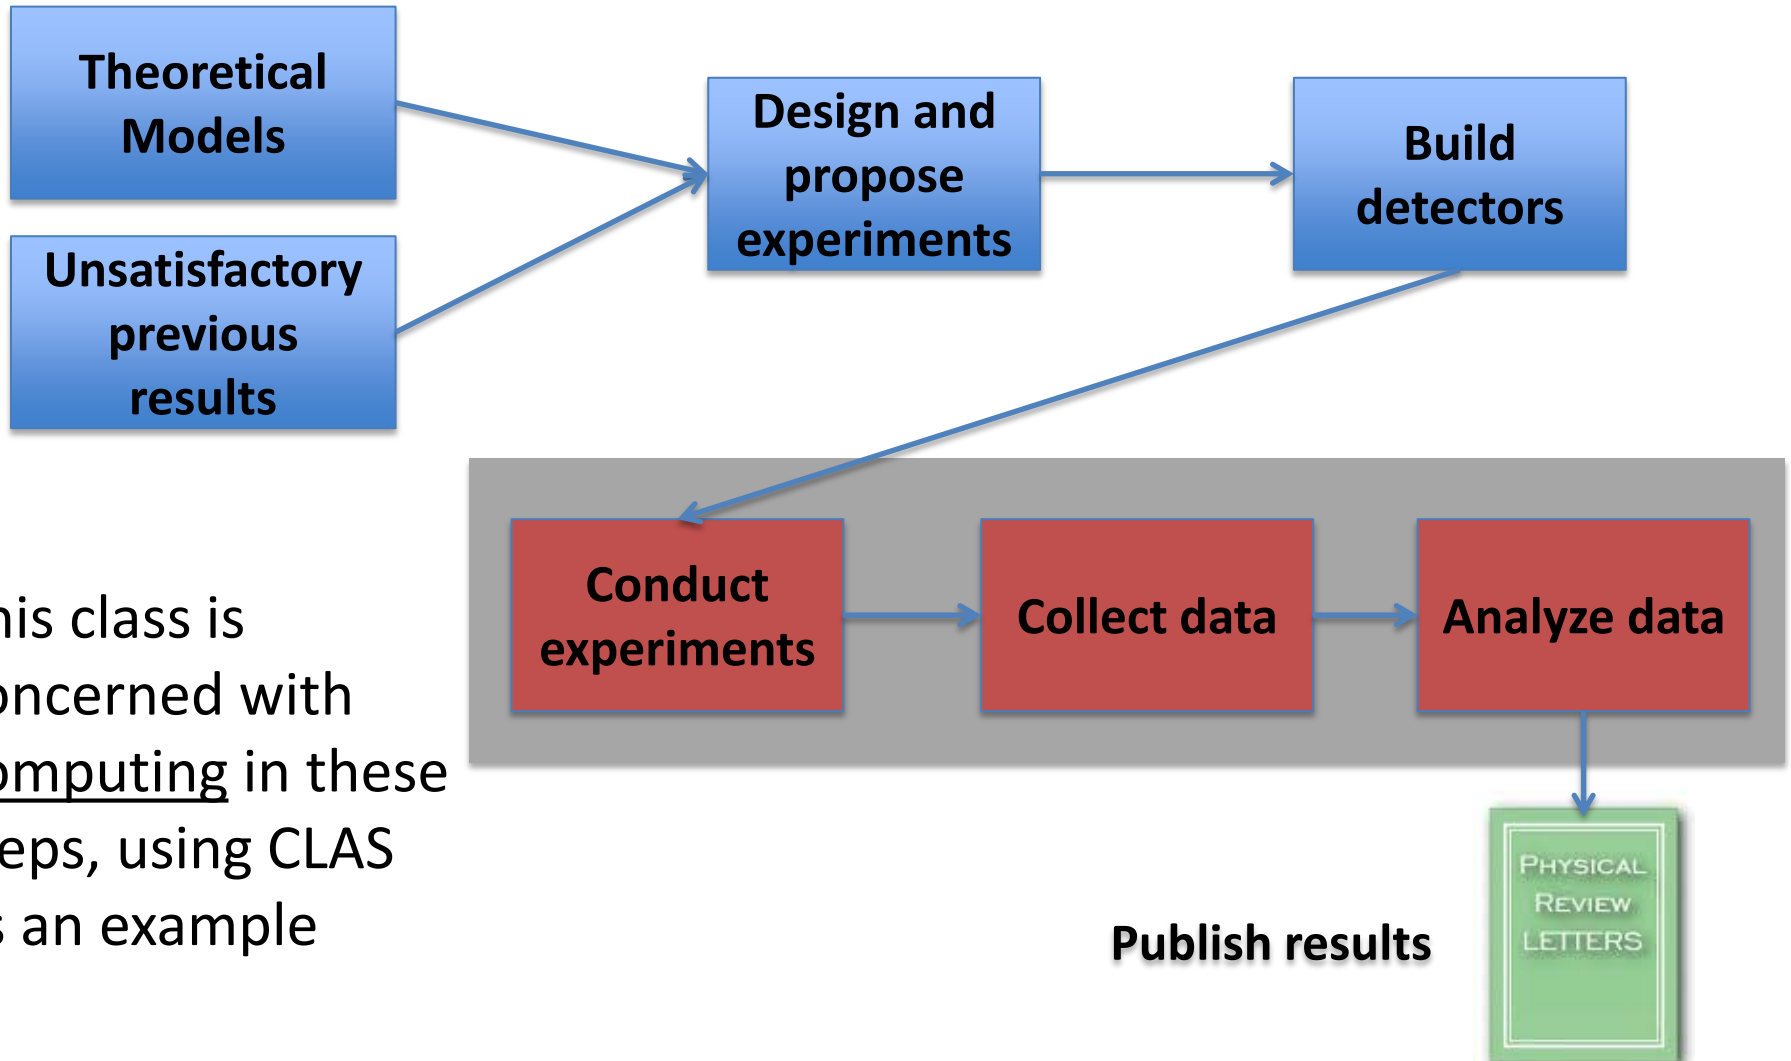 Theoretical
Models
Unsatisfactory
previous
results
Design and
propose
experiments
Build
detectors
Conduct
experiments
Collect data
Analyze data
his class is
oncerned with
omputing in these
eps, using CLAS
s an example
Publish results
PHYSICAL
REVIEW
LETTERS